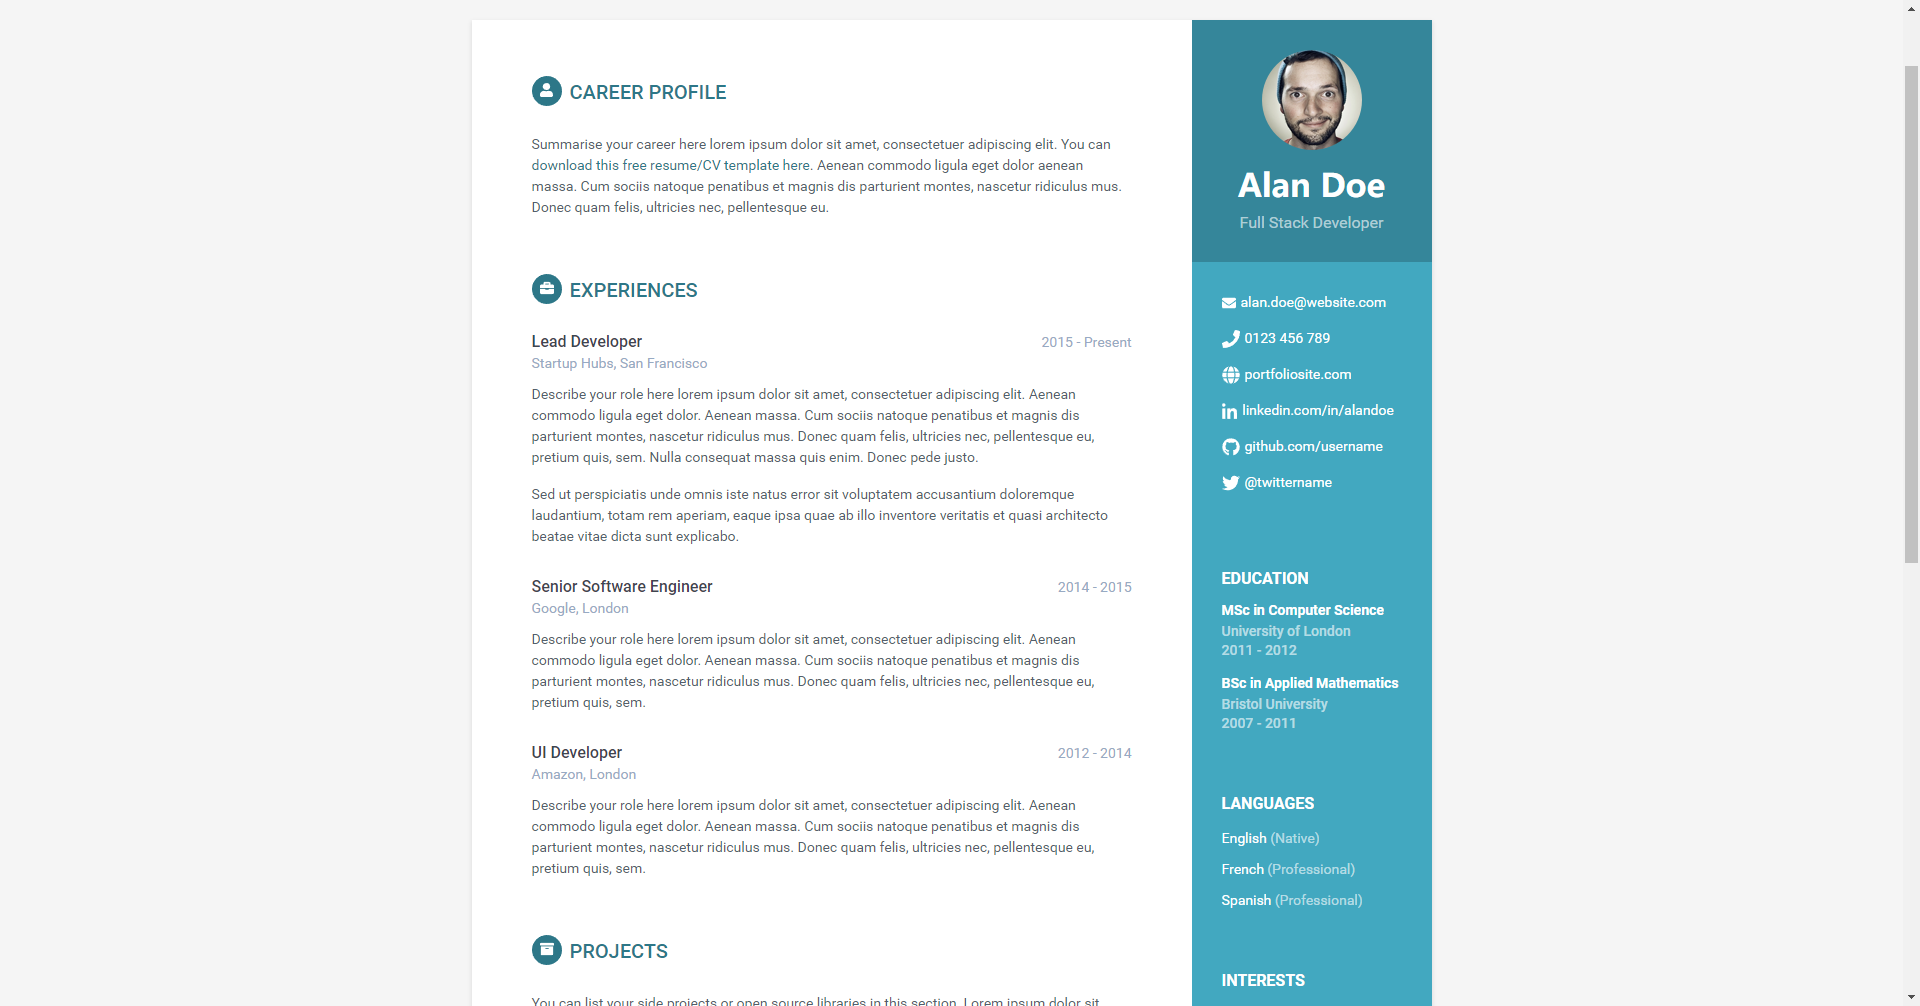 CAREER PROFILE
Summarise your career here lorem ipsum dolor sit amet, consectetuer adipiscing elit. You can
download this free resume/CV template here. Aenean commodo ligula eget dolor aenean
massa. Cum sociis natoque penatibus et magnis dis parturient montes, nascetur ridiculus mus.
Donec quam felis, ultricies nec, pellentesque eu.
EXPERIENCES
Lead Developer
2015 - Present
Startup Hubs, San Francisco
Describe your role here lorem ipsum dolor sit amet, consectetuer adipiscing elit. Aenean
commodo ligula eget dolor. Aenean massa. Cum sociis natoque penatibus et magnis dis
parturient montes, nascetur ridiculus mus. Donec quam felis, ultricies nec, pellentesque eu,
pretium quis, sem. Nulla consequat massa quis enim. Donec pede justo.
Sed ut perspiciatis unde omnis iste natus error sit voluptatem accusantium doloremque
laudantium, totam rem aperiam, eaque ipsa quae ab illo inventore veritatis et quasi architecto
beatae vitae dicta sunt explicabo.
Senior Software Engineer
2014 - 2015
Google, London
Describe your role here lorem ipsum dolor sit amet, consectetuer adipiscing elit. Aenean
commodo ligula eget dolor. Aenean massa. Cum sociis natoque penatibus et magnis dis
parturient montes, nascetur ridiculus mus. Donec quam felis, ultricies nec, pellentesque eu,
pretium quis, sem.
UI Developer
2012 - 2014
Amazon, London
Describe your role here lorem ipsum dolor sit amet, consectetuer adipiscing elit. Aenean
commodo ligula eget dolor. Aenean massa. Cum sociis natoque penatibus et magnis dis
parturient montes, nascetur ridiculus mus. Donec quam felis, ultricies nec, pellentesque eu,
pretium quis, sem.
PROJECTS
You can list your side projects or open source libraries in this section. Lorem ipsum dolor sit
Alan Doe
Full Stack Developer
alan.doe@website.com
0123 456 789
portfoliosite.com
linkedin.com/in/alandoe
github.com/username
@twittername
EDUCATION
MSc in Computer Science
University of London
2011 - 2012
BSc in Applied Mathematics
Bristol University
2007 - 2011
LANGUAGES
English (Native)
French (Professional)
Spanish (Professional)
INTERESTS